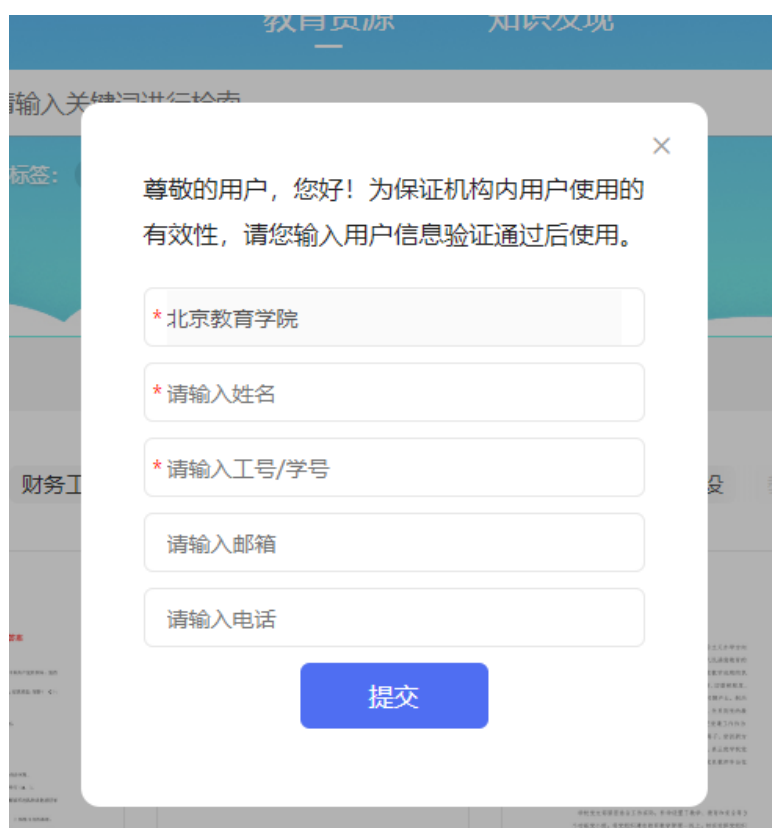 教育资源 知识发现
请输入关键词进行检索
标签：
尊敬的用户，您好！为保证机构内用户使用的
有效性，请您输入用户信息验证通过后使用。
* 北京教育学院
* 请输入姓名
* 请输入工号/学号
请输入邮箱
请输入电话
提交
财务工
设